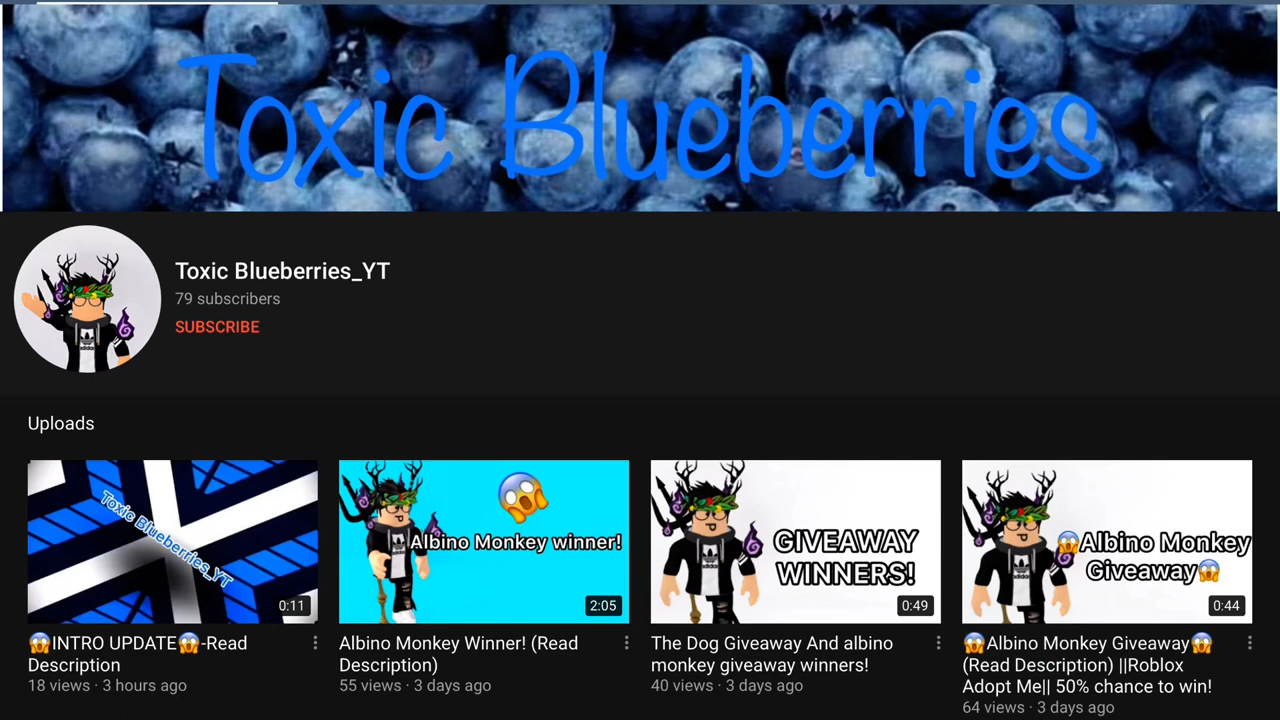 Toxic Blueberries
Toxic Blueberries_YT
79 subscribers
SUBSCRIBE
Uploads
Toxic Blueberries_YT
0:11
😱INTRO UPDATE😱-Read
Description
18 views · 3 hours ago
Albino Monkey winner!
2:05
Albino Monkey Winner! (Read
Description)
55 views · 3 days ago
GIVEAWAY
WINNERS!
0:49
The Dog Giveaway And albino
monkey giveaway winners!
40 views · 3 days ago
😱Albino Monkey
Giveaway😱
0:44
😱Albino Monkey Giveaway😱
(Read Description) ||Roblox
Adopt Me|| 50% chance to win!
64 views · 3 days ago
adidas